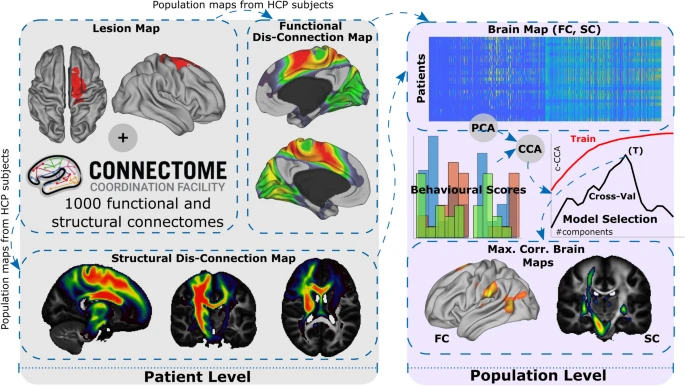 Population maps from HCP subjects
Lesion Map
Functional
Dis-Connection Map
Brain Map (FC, SC)
Patients
+
CONNECTOME
COORDINATION FACILITY
1000 functional and
structural connectomes
Population maps from HCP subjects
PCA
CCA
Behavioural Scores
Train
(T)
c-CCA
Cross-Val
Model Selection
#components
Structural Dis-Connection Map
Max. Corr. Brain
Maps
FC
SC
Patient Level
Population Level